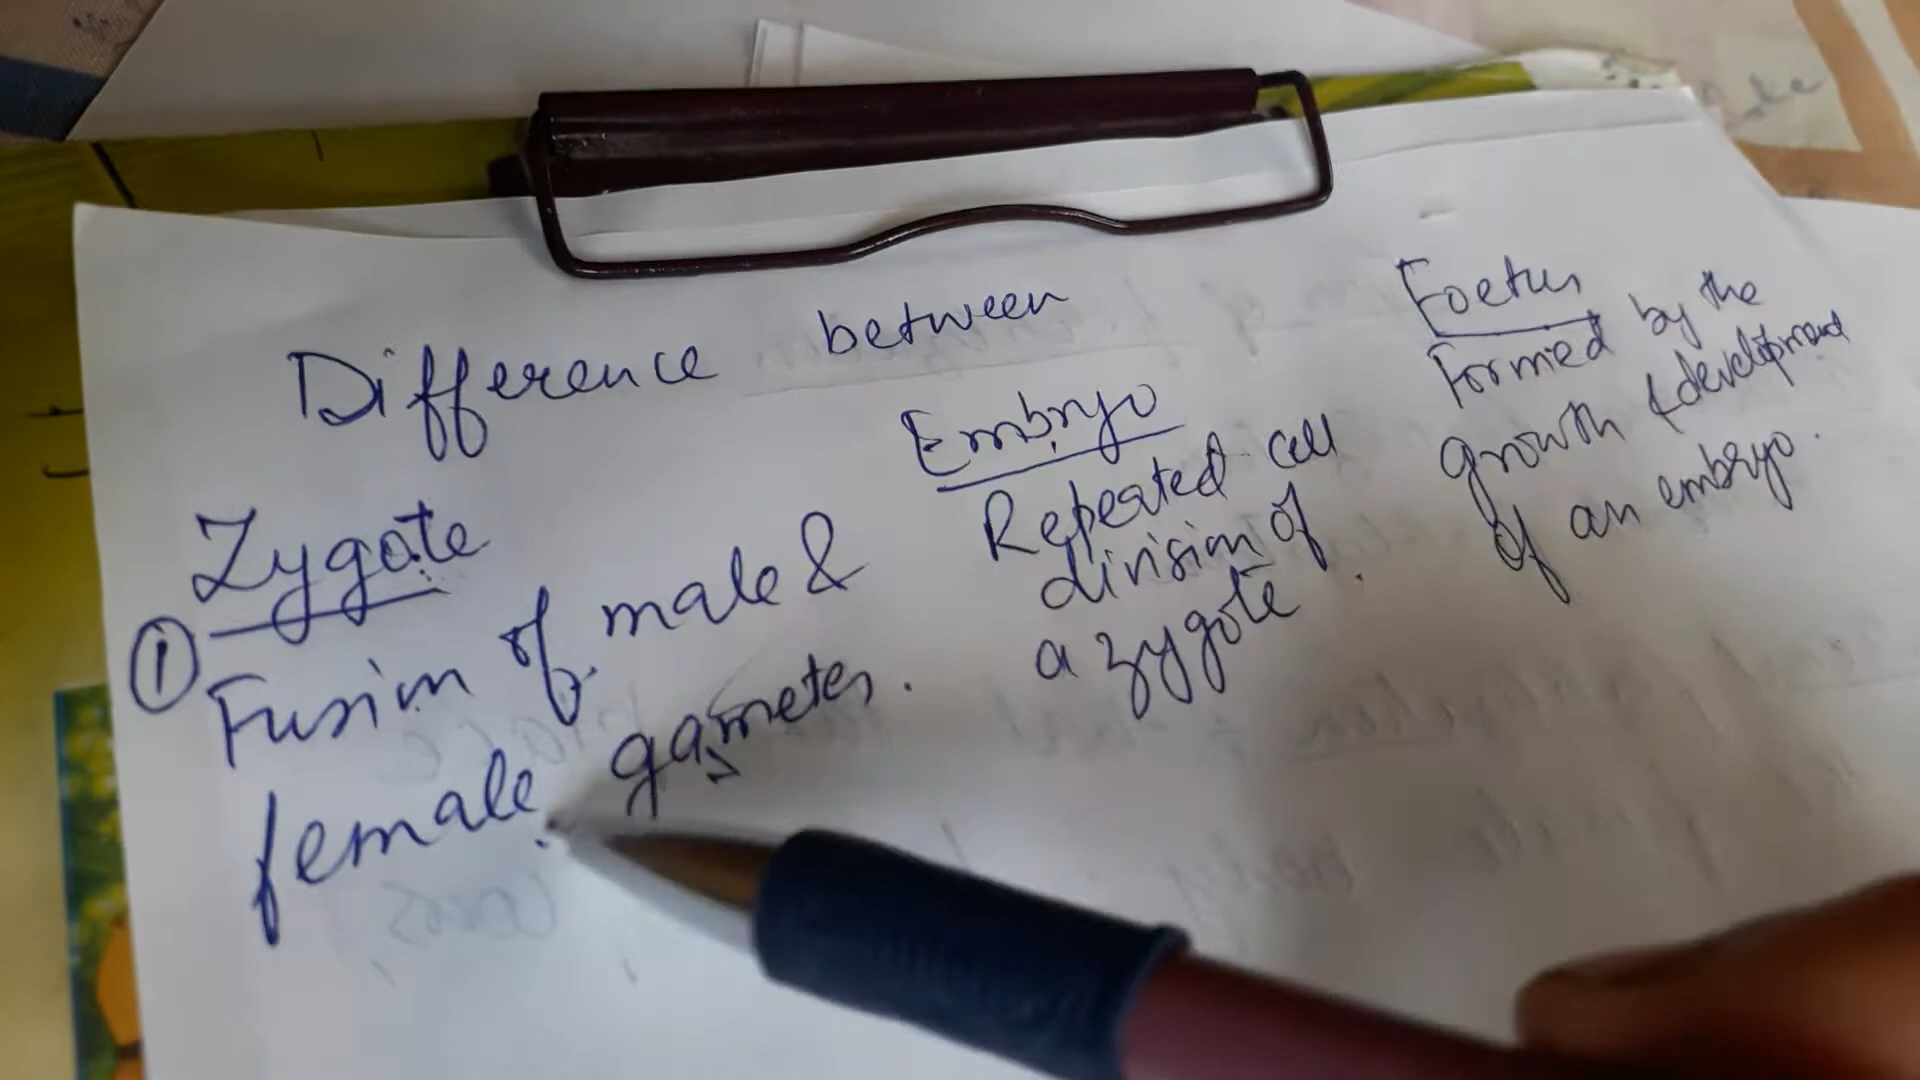 Difference between
Zygote
① Fusion of male &
female gametes.
Embryo
Repeated cell
division of
a zygote.
Foetus
Formed by the
growth & development
of an embryo.